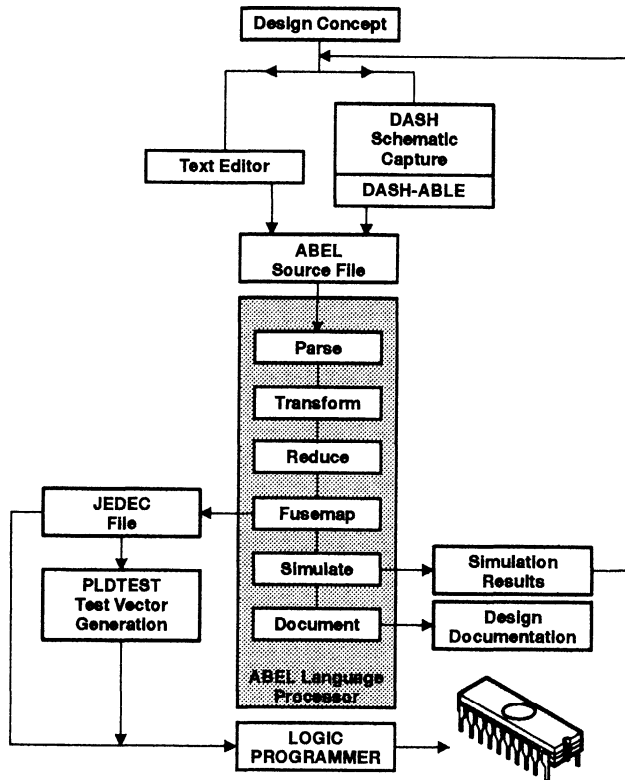 Design Concept
DASH
Schematic
Capture
Text Editor
DASH-ABLE
ABEL
Source File
Parse
Transform
Reduce
JEDEC
File
Fusemap
Simulate
Simulation
Results
PLDTEST
Test Vector
Generation
Document
Design
Documentation
ABEL Language
Processor
LOGIC
PROGRAMMER